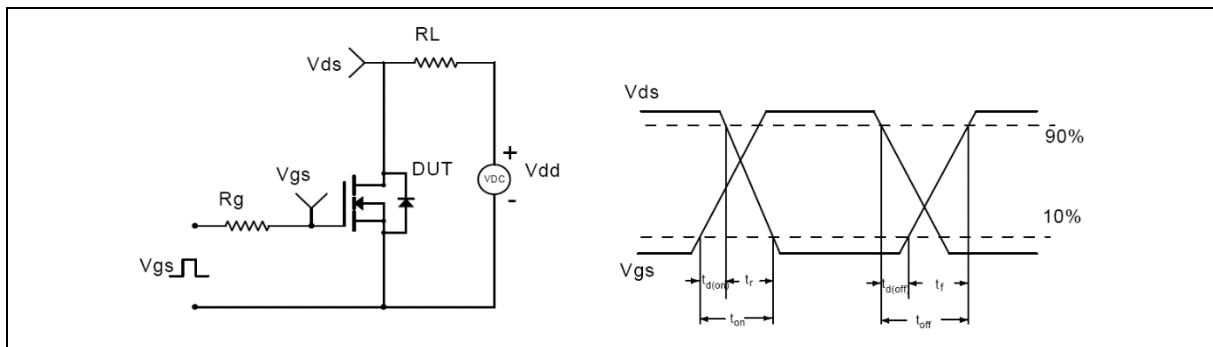 RL
Vds
Vgs
DUT
Rg
VDC
+
Vdd
-
Vgs
Vds
90%
10%
Vgs
td(on)
tr
td(off)
tf
ton
toff